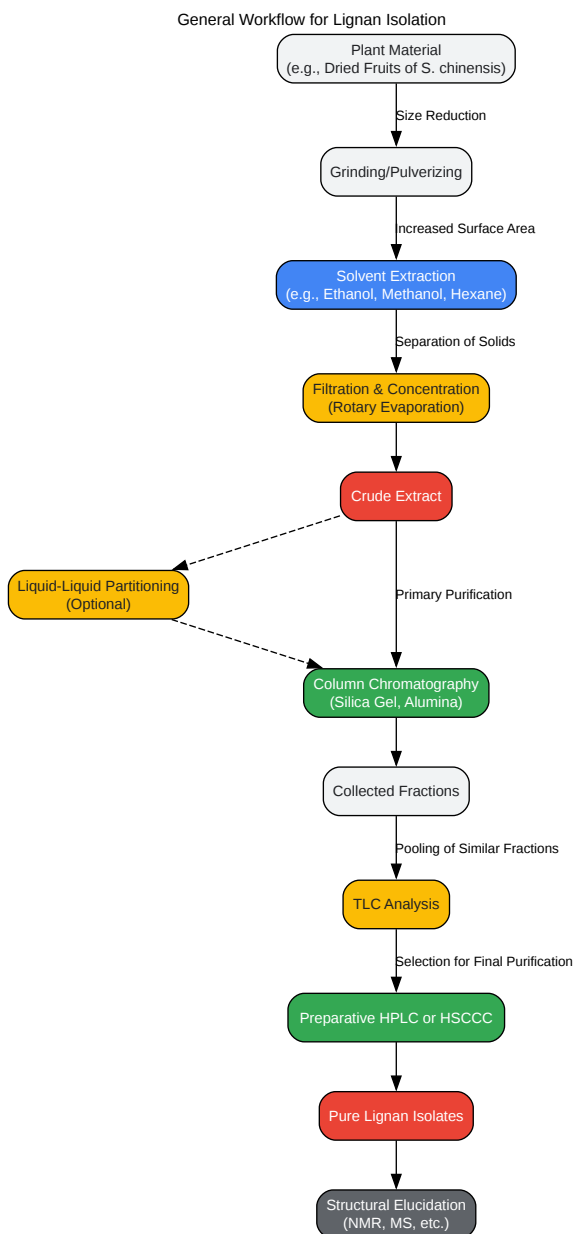 General Workflow for Lignan Isolation
Plant Material
(e.g., Dried Fruits of S. chinensis)
Size Reduction
Grinding/Pulverizing
Increased Surface Area
Solvent Extraction
(e.g., Ethanol, Methanol, Hexane)
Separation of Solids
Filtration & Concentration
(Rotary Evaporation)
Crude Extract
Liquid-Liquid Partitioning
(Optional)
Primary Purification
Column Chromatography
(Silica Gel, Alumina)
Collected Fractions
Pooling of Similar Fractions
TLC Analysis
Selection for Final Purification
Preparative HPLC or HSCCC
Pure Lignan Isolates
Structural Elucidation
(NMR, MS, etc.)